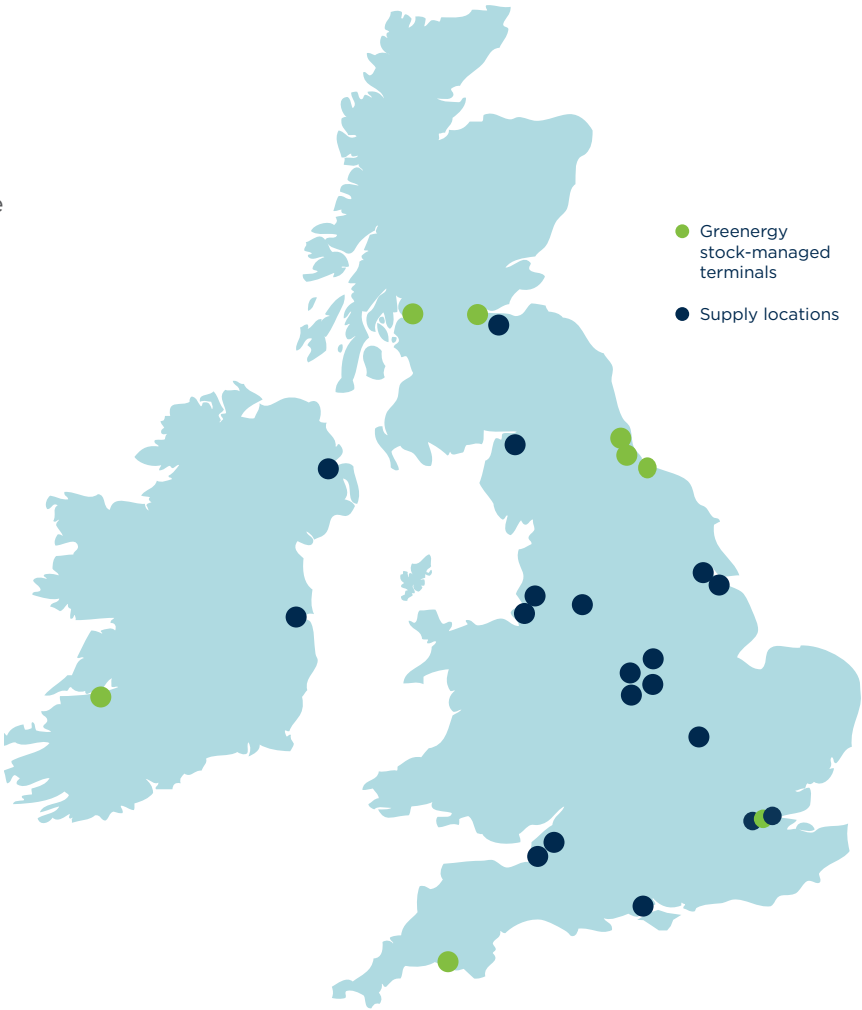 e
Greenergy
stock-managed
terminals
Supply locations